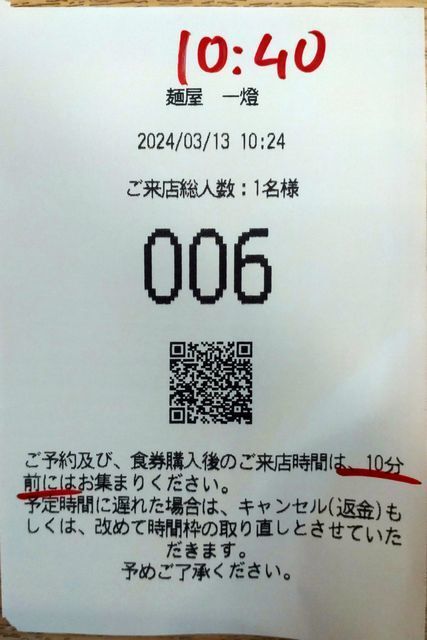 10:40
麺屋　一燈
2024/03/13 10:24
ご来店総人数：1名様
006
ご予約及び、食券購入後のご来店時間は、10分
前にはお集まりください。
予定時間に遅れた場合は、キャンセル(返金)も
しくは、改めて時間枠の取り直しとさせていた
だきます。
予めご了承ください。